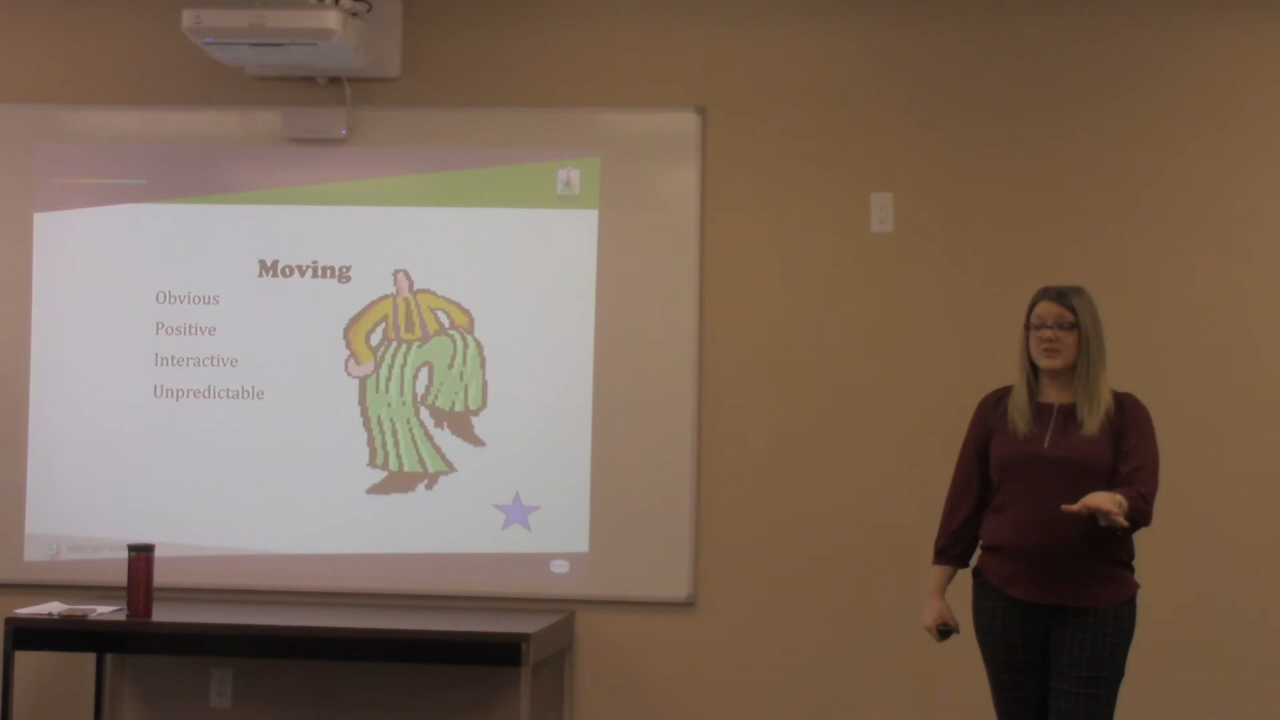 Moving
Obvious
Positive
Interactive
Unpredictable